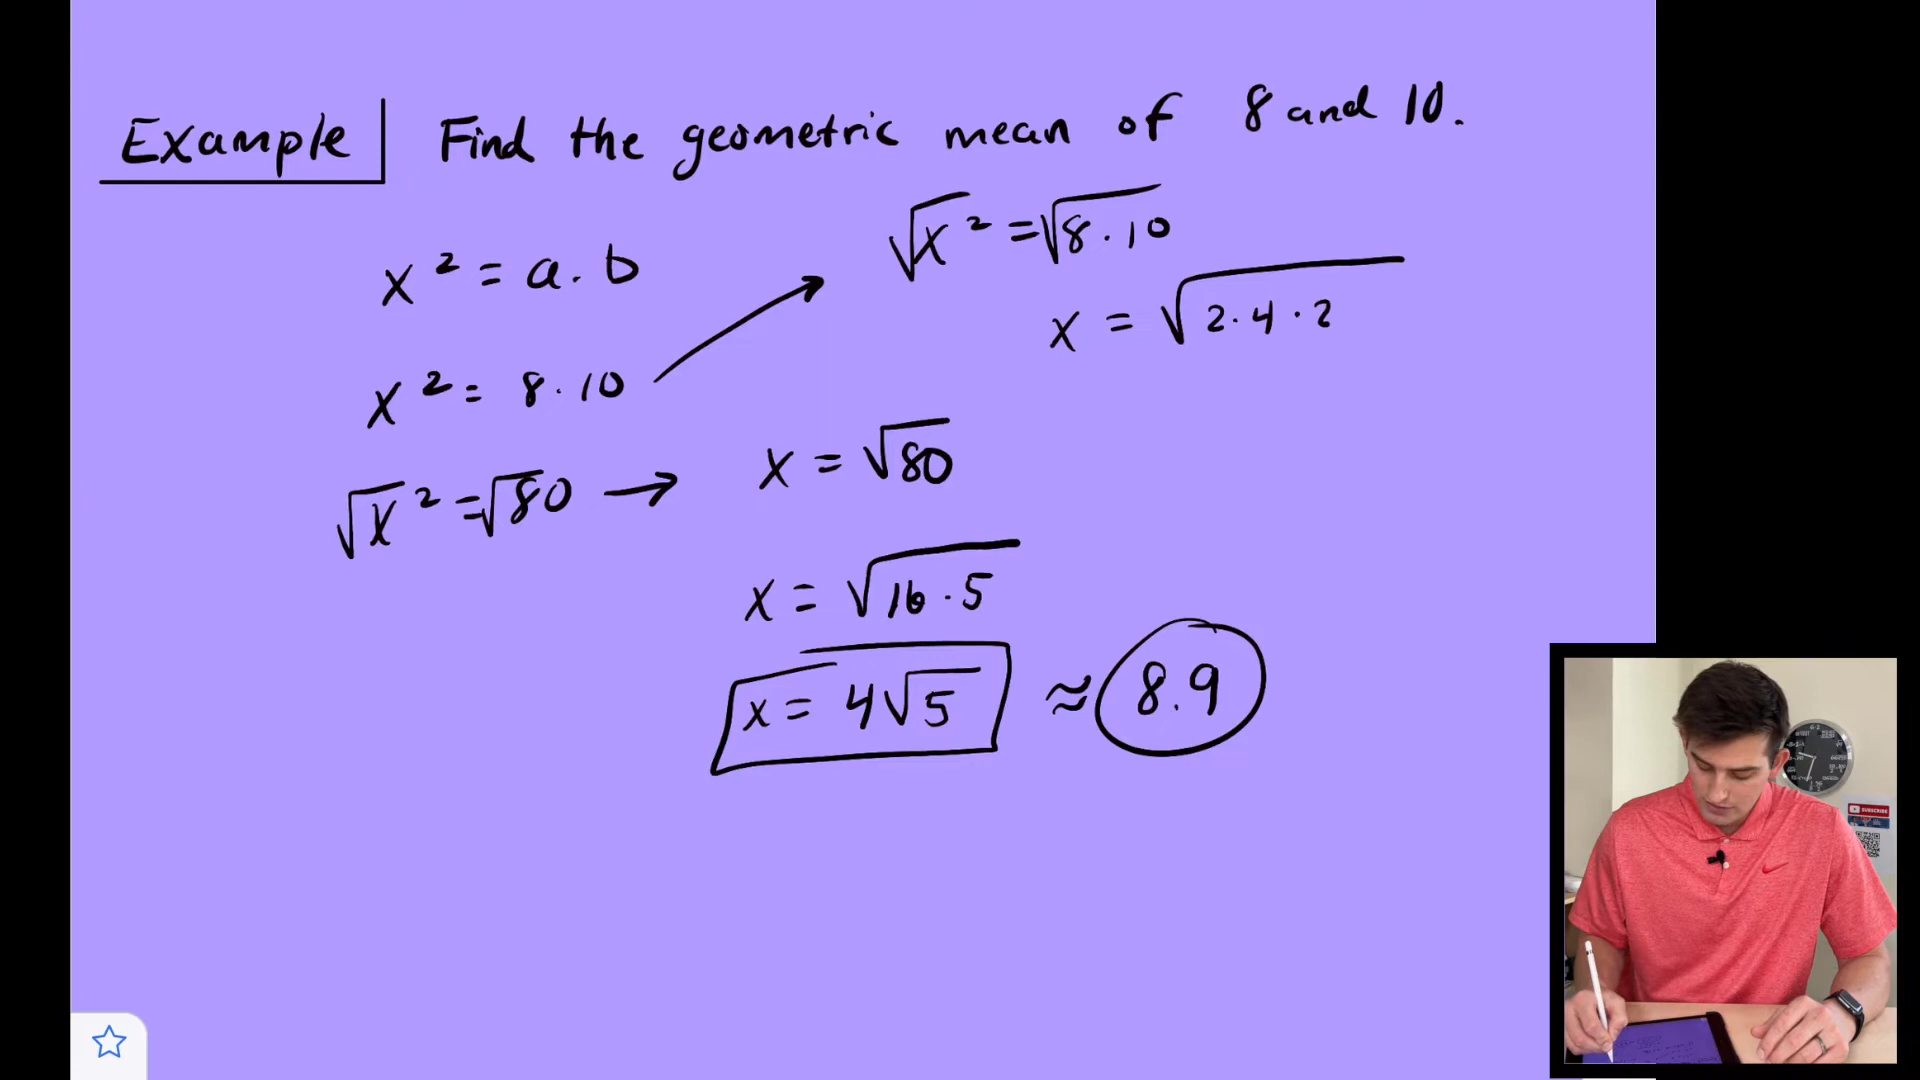 Example Find the geometric mean of 8 and 10.
x² = a · b
x² = 8 · 10
√x² = √80
√x² = √8 · 10
x = √2 · 4 · 2
x = √80
x = √16 · 5
x = 4√5 ≈ 8.9
SUBSCRIBE